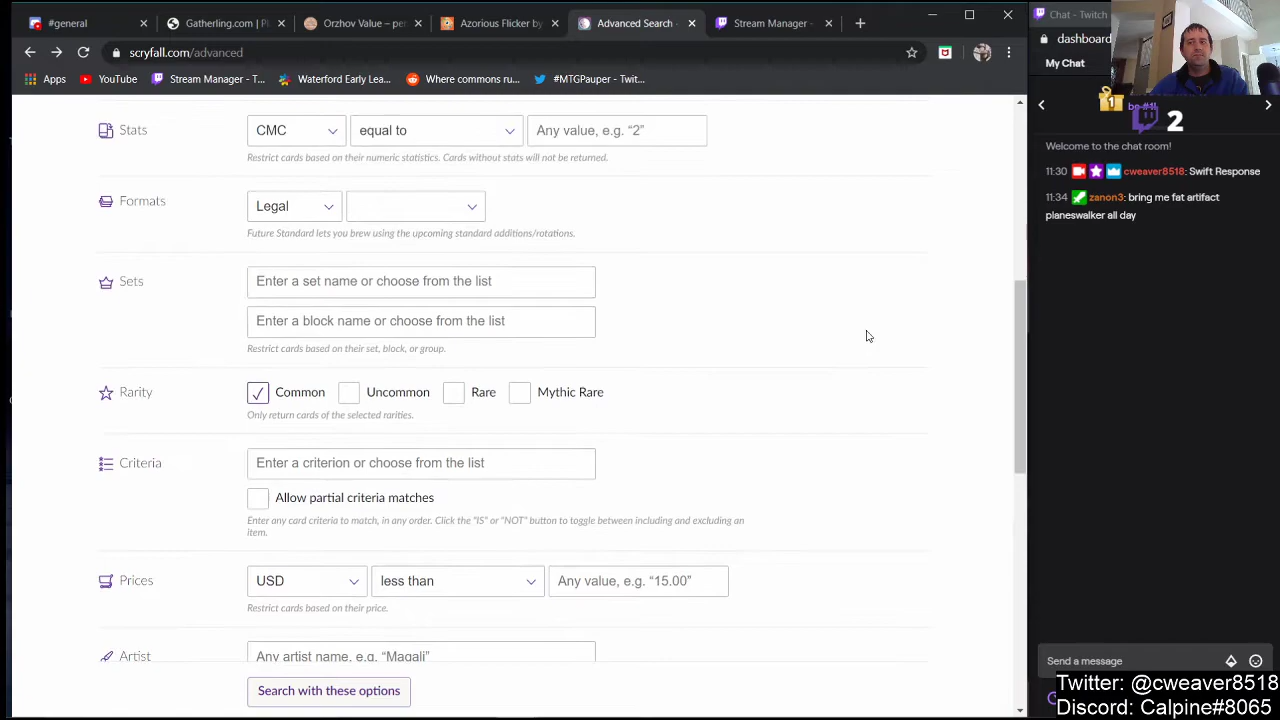 #general
Gatherling.com | PL
Orzhov Value – pen
Azorious Flicker by
Advanced Search -
Stream Manager -
Chat - Twitch
scryfall.com/advanced
dashboard
Apps
YouTube
Stream Manager - T...
Waterford Early Lea...
Where commons ru...
#MTGPauper - Twit...
My Chat
1
2
Welcome to the chat room!
11:30 cweaver8518: Swift Response
11:34 zanon3: bring me fat artifact
planeswalker all day
Stats
CMC
equal to
Any value, e.g. “2”
Restrict cards based on their numeric statistics. Cards without stats will not be returned.
Formats
Legal
Future Standard lets you brew using the upcoming standard additions/rotations.
Sets
Enter a set name or choose from the list
Enter a block name or choose from the list
Restrict cards based on their set, block, or group.
Rarity
Common
Uncommon
Rare
Mythic Rare
Only return cards of the selected rarities.
Criteria
Enter a criterion or choose from the list
Allow partial criteria matches
Enter any card criteria to match, in any order. Click the "IS" or "NOT" button to toggle between including and excluding an
item.
Prices
USD
less than
Any value, e.g. “15.00”
Restrict cards based on their price.
Artist
Any artist name, e.g. “Magali”
Search with these options
Send a message
Twitter: @cweaver8518
Discord: Calpine#8065